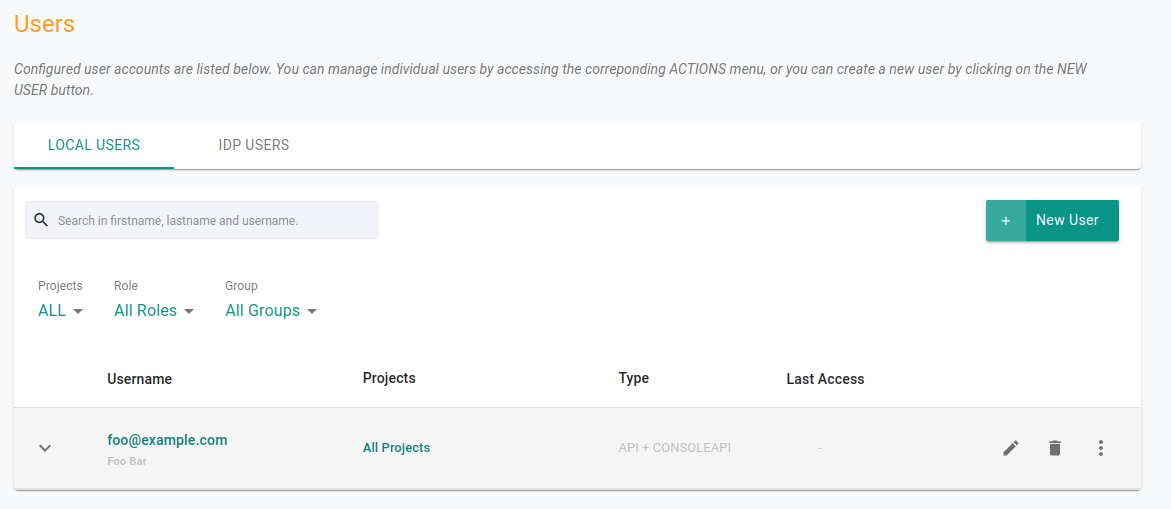 Users
Configured user accounts are listed below. You can manage individual users by accessing the correponding ACTIONS menu, or you can create a new user by clicking on the NEW
USER button.
LOCAL USERS IDP USERS
Search in firstname, lastname and username. + New User
Projects Role Group
ALL All Roles All Groups
Username Projects Type Last Access
foo@example.com All Projects API + CONSOLEAPI -
Foo Bar